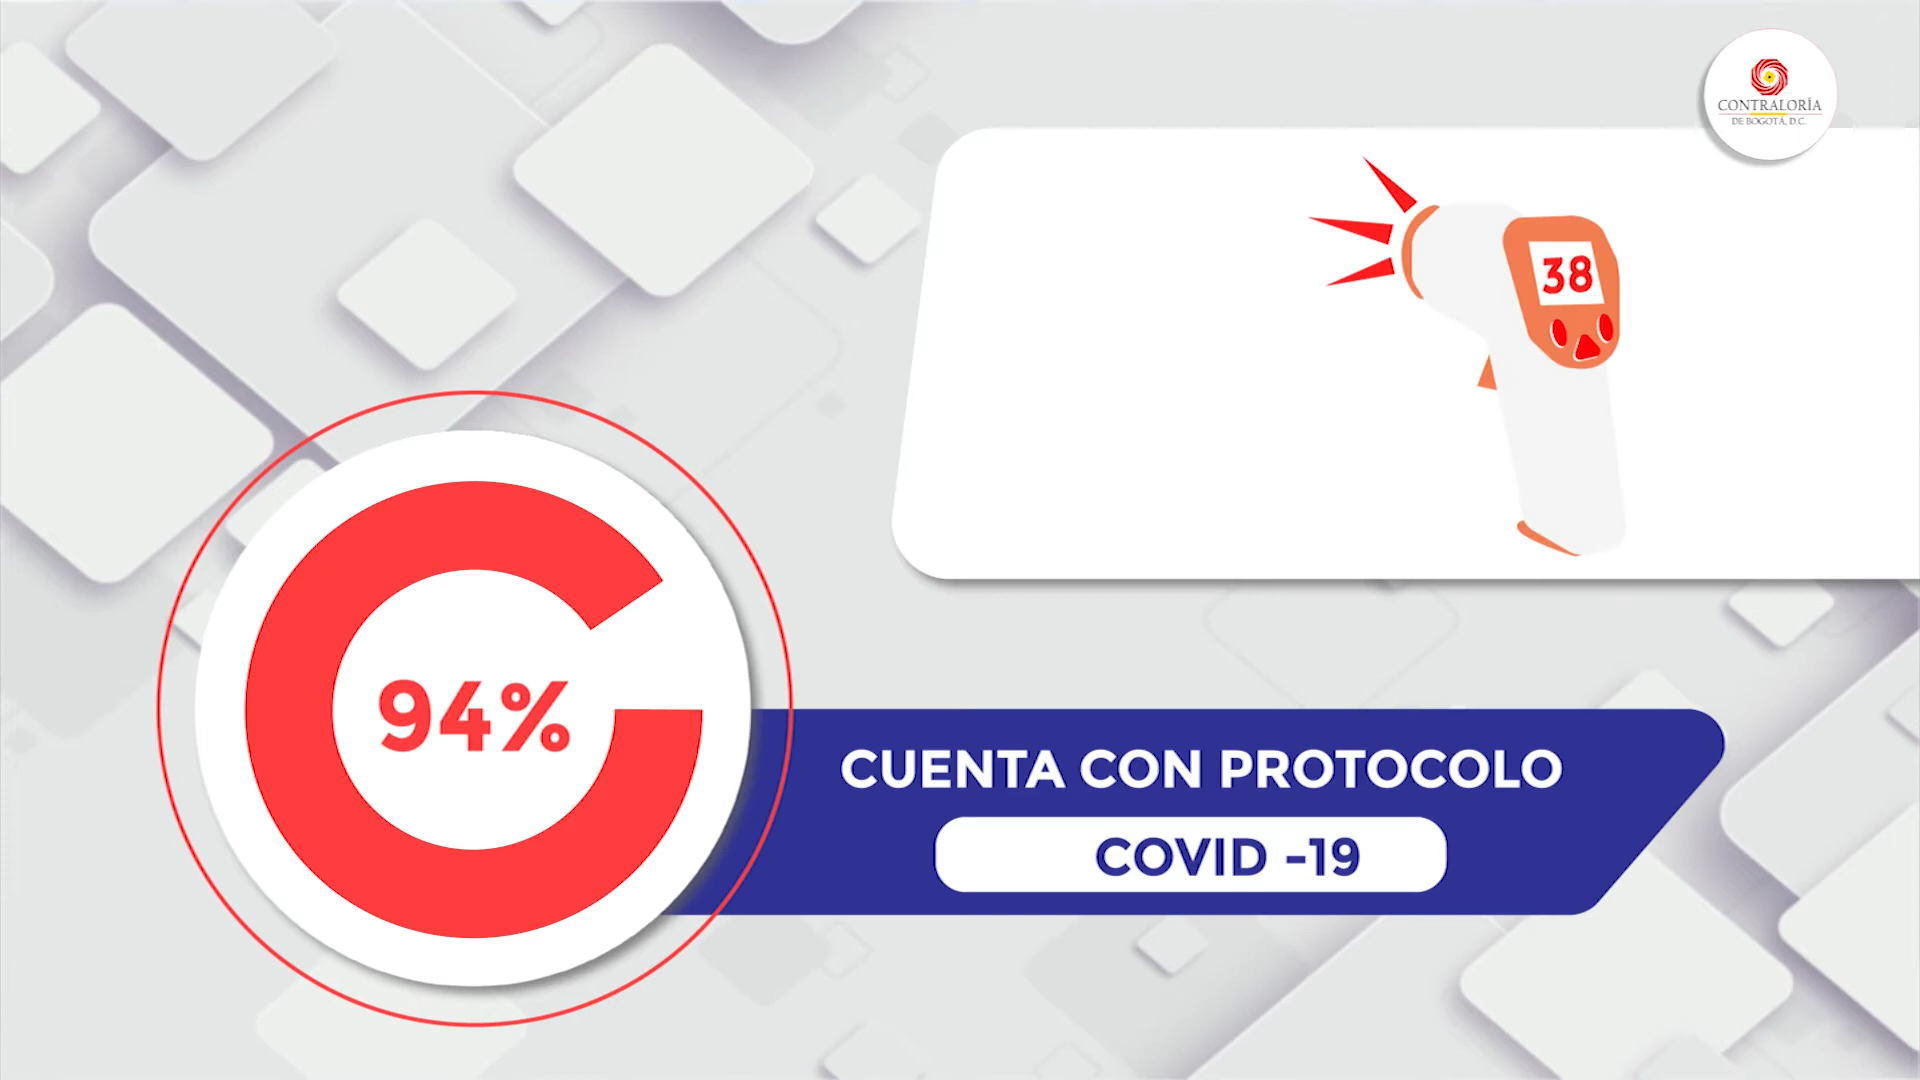 CONTRALORÍA
DE BOGOTÁ, D.C.
38
94%
CUENTA CON PROTOCOLO
COVID -19